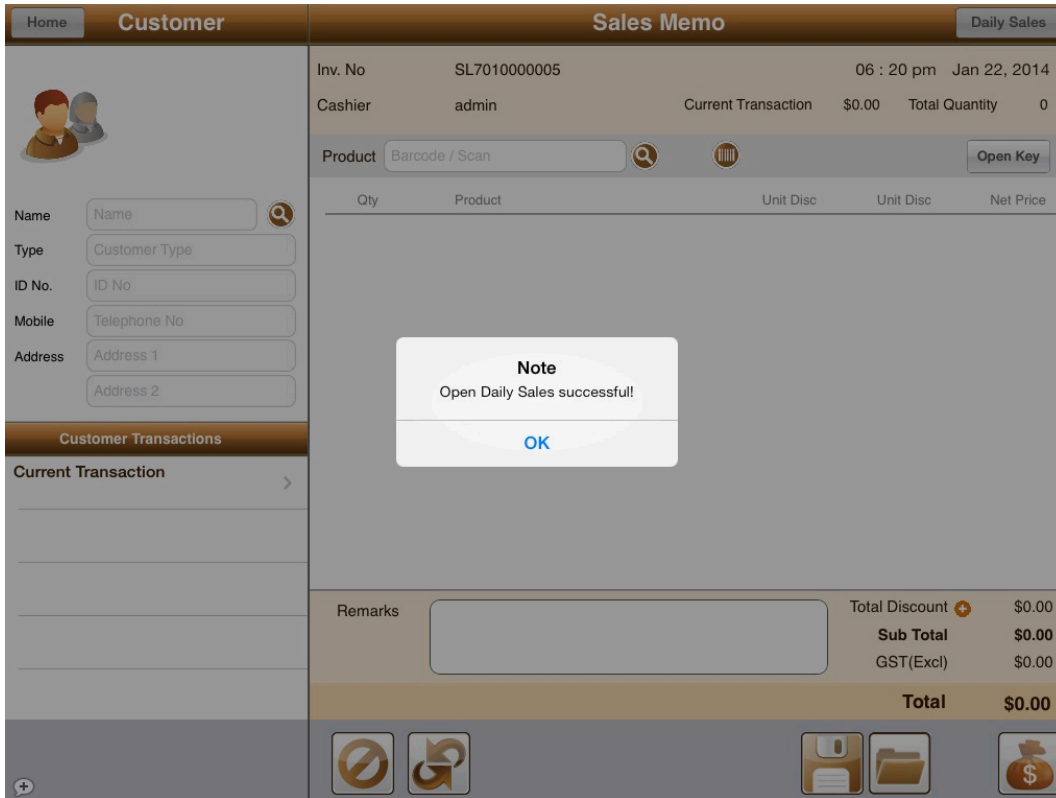 Home Customer Sales Memo Daily Sales
Inv. No SL7010000005 06 : 20 pm Jan 22, 2014
Cashier admin Current Transaction $0.00 Total Quantity 0
Product Barcode / Scan Open Key
Qty Product Unit Disc Unit Disc Net Price
Name Name
Type Customer Type
ID No. ID No
Mobile Telephone No
Address Address 1
Address 2
Note
Open Daily Sales successful!
OK
Customer Transactions
Current Transaction
Remarks Total Discount $0.00
Sub Total $0.00
GST(Excl) $0.00
Total $0.00
$